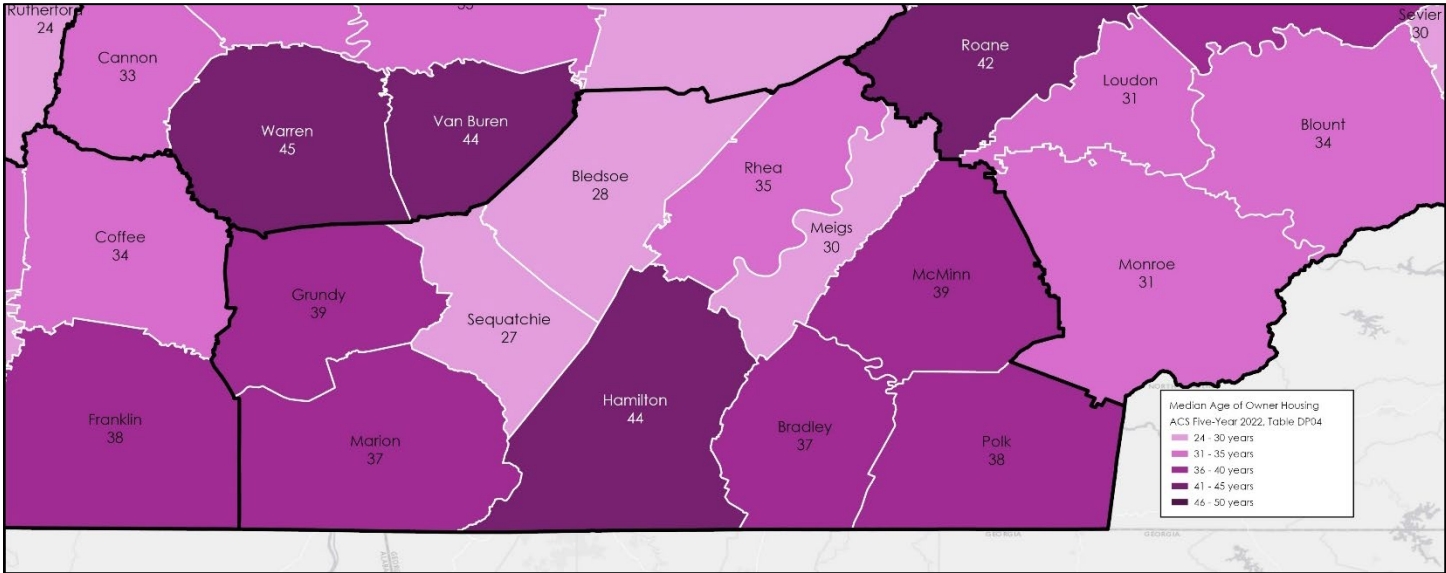 Rutherford
24
Cannon
33
Warren
45
Van Buren
44
Roane
42
Sevier
30
Loudon
31
Blount
34
Bledsoe
28
Rhea
35
Meigs
30
McMinn
39
Monroe
31
Coffee
34
Grundy
39
Sequatchie
27
Franklin
38
Marion
37
Hamilton
44
Bradley
37
Polk
38
Median Age of Owner Housing
ACS Five-Year 2022, Table DP04
24 - 30 years
31 - 35 years
36 - 40 years
41 - 45 years
46 - 50 years
GEORGIA
GEORGIA